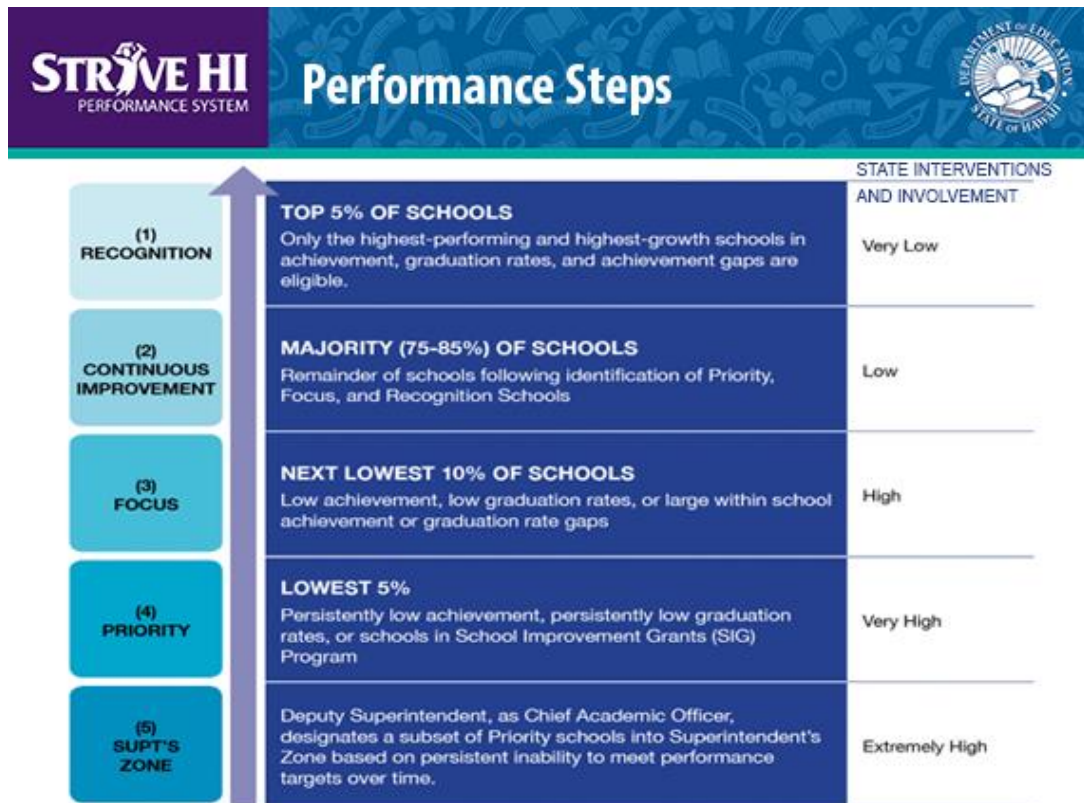 STRIVE HI
PERFORMANCE SYSTEM
Performance Steps
DEPARTMENT OF EDUCATION
STATE OF HAWAII
STATE INTERVENTIONS
AND INVOLVEMENT
(1)
RECOGNITION
TOP 5% OF SCHOOLS
Only the highest-performing and highest-growth schools in
achievement, graduation rates, and achievement gaps are
eligible.
Very Low
(2)
CONTINUOUS
IMPROVEMENT
MAJORITY (75-85%) OF SCHOOLS
Remainder of schools following identification of Priority,
Focus, and Recognition Schools
Low
(3)
FOCUS
NEXT LOWEST 10% OF SCHOOLS
Low achievement, low graduation rates, or large within school
achievement or graduation rate gaps
High
(4)
PRIORITY
LOWEST 5%
Persistently low achievement, persistently low graduation
rates, or schools in School Improvement Grants (SIG)
Program
Very High
(5)
SUPT'S
ZONE
Deputy Superintendent, as Chief Academic Officer,
designates a subset of Priority schools into Superintendent's
Zone based on persistent inability to meet performance
targets over time.
Extremely High